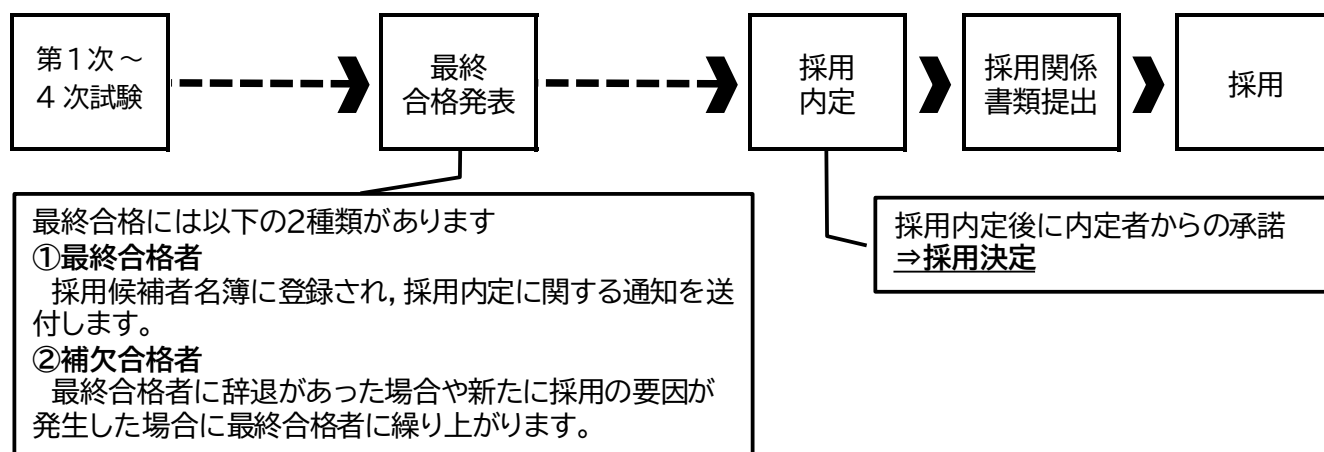 第1次～
4次試験
最終
合格発表
採用
内定
採用関係
書類提出
採用
最終合格には以下の2種類があります
①最終合格者
採用候補者名簿に登録され,採用内定に関する通知を送
付します。
②補欠合格者
最終合格者に辞退があった場合や新たに採用の要因が
発生した場合に最終合格者に繰り上がります。
採用内定後に内定者からの承諾
⇒採用決定